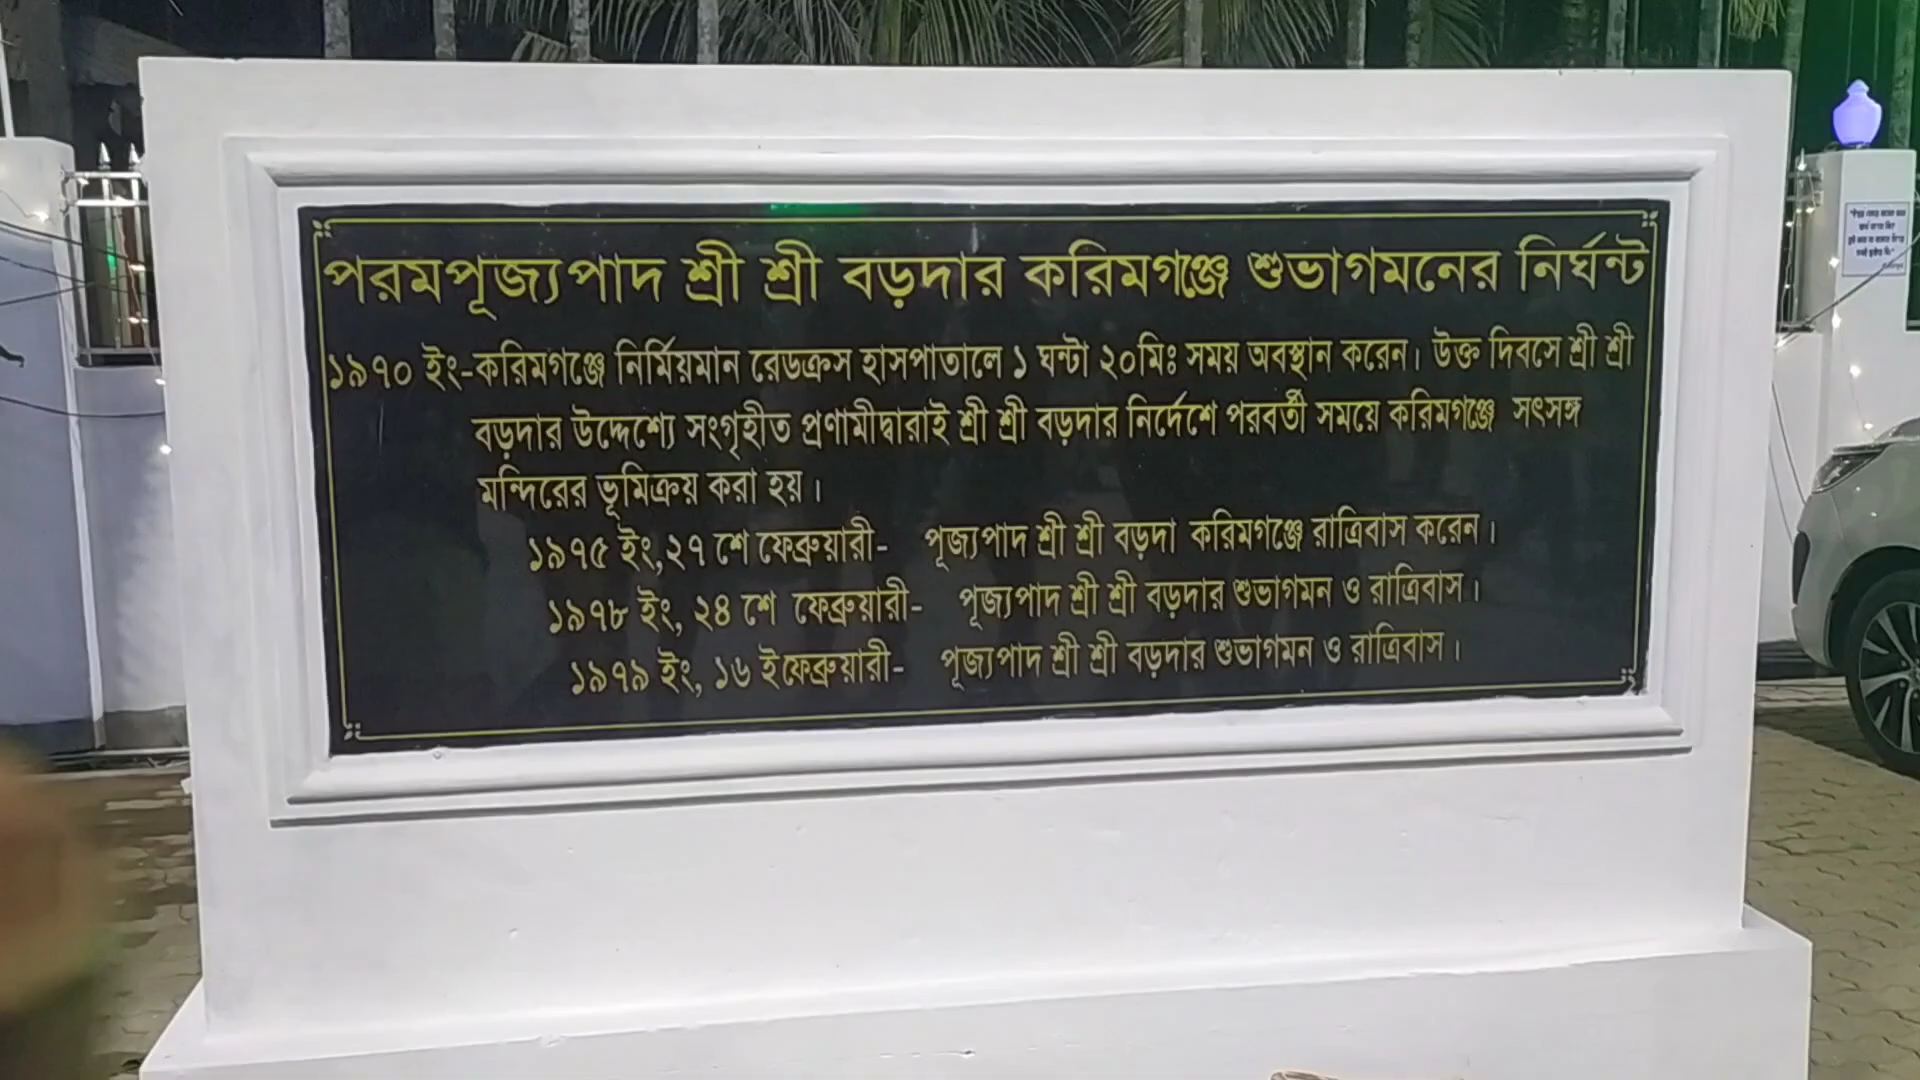 পরমপূজ্যপাদ শ্রী শ্রী বড়দার করিমগঞ্জে শুভাগমনের নির্ঘন্ট
১৯৭০ ইং-করিমগঞ্জে নির্মিয়মান রেডক্রস হাসপাতালে ১ ঘন্টা ২০মিঃ সময় অবস্থান করেন। উক্ত দিবসে শ্রী শ্রী
বড়দার উদ্দেশ্যে সংগৃহীত প্রণামীদ্বারাই শ্রী শ্রী বড়দার নির্দেশে পরবর্তী সময়ে করিমগঞ্জে সৎসঙ্গ
মন্দিরের ভূমিক্রয় করা হয়।
১৯৭৫ ইং,২৭ শে ফেব্রুয়ারী- পূজ্যপাদ শ্রী শ্রী বড়দা করিমগঞ্জে রাত্রিবাস করেন।
১৯৭৮ ইং, ২৪ শে ফেব্রুয়ারী- পূজ্যপাদ শ্রী শ্রী বড়দার শুভাগমন ও রাত্রিবাস।
১৯৭৯ ইং, ১৬ ইফেব্রুয়ারী- পূজ্যপাদ শ্রী শ্রী বড়দার শুভাগমন ও রাত্রিবাস।